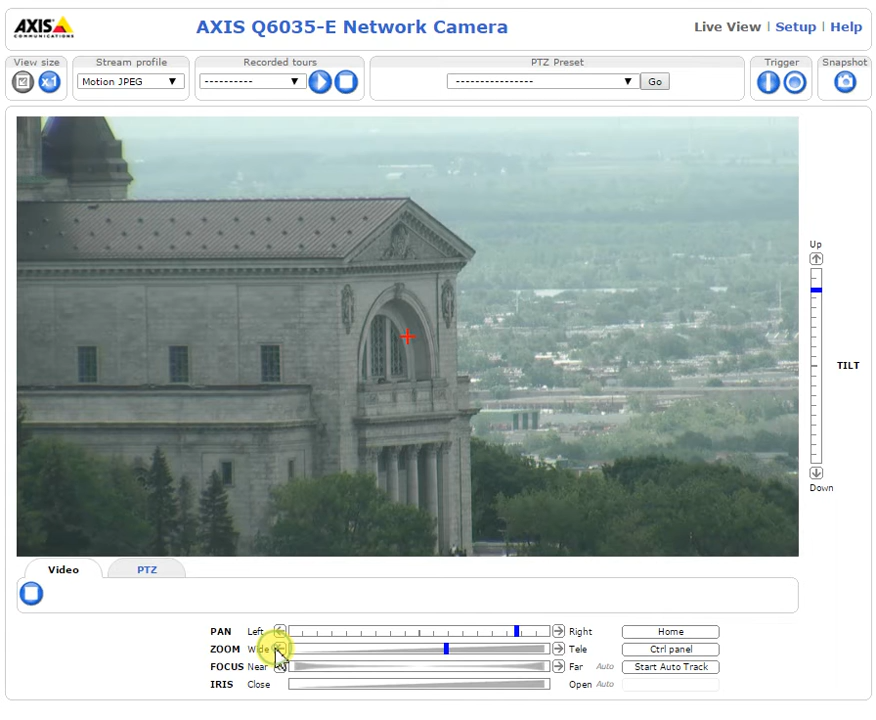 AXIS
COMMUNICATIONS
AXIS Q6035-E Network Camera
Live View | Setup | Help
View size
Stream profile
Recorded tours
PTZ Preset
Trigger
Snapshot
x1
Motion JPEG
----------
----------------
Go
Up
TILT
Down
Video
PTZ
PAN Left Right Home
ZOOM Wide Tele Ctrl panel
FOCUS Near Far Auto Start Auto Track
IRIS Close Open Auto